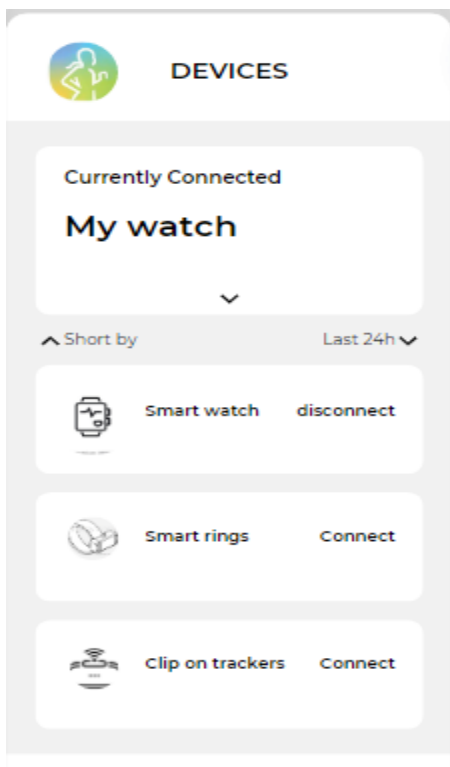 DEVICES
Currently Connected
My watch
Short by Last 24h
Smart watch disconnect
Smart rings Connect
Clip on trackers Connect